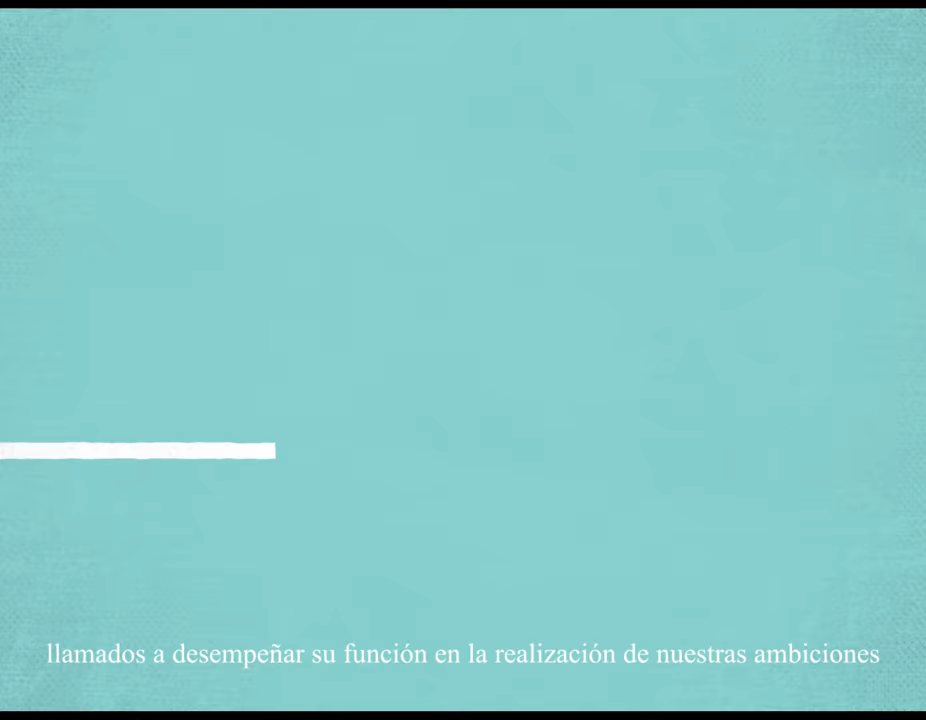 llamados a desempeñar su función en la realización de nuestras ambiciones